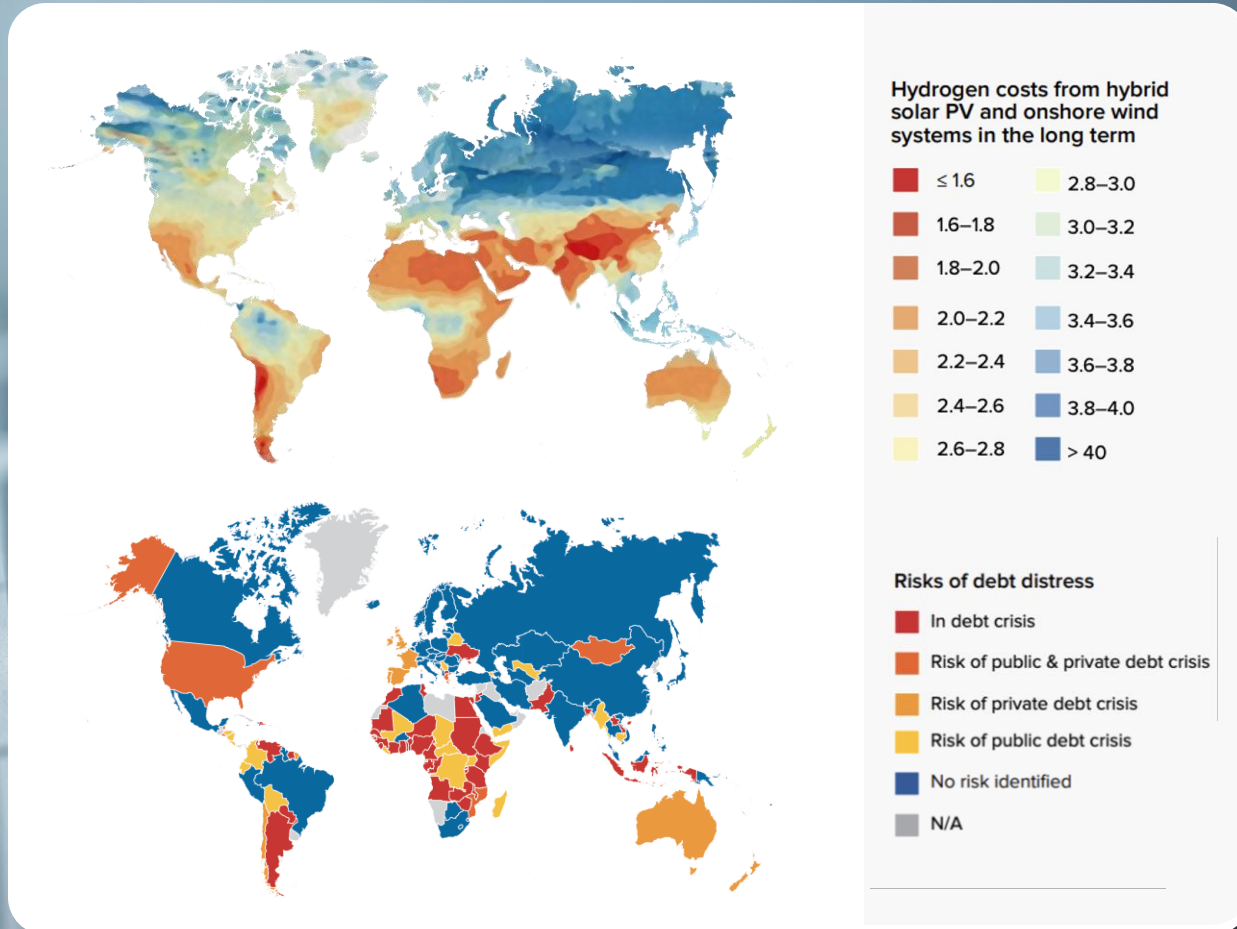 Hydrogen costs from hybrid
solar PV and onshore wind
systems in the long term
≤ 1.6
1.6–1.8
1.8–2.0
2.0–2.2
2.2–2.4
2.4–2.6
2.6–2.8
2.8–3.0
3.0–3.2
3.2–3.4
3.4–3.6
3.6–3.8
3.8–4.0
> 40
Risks of debt distress
In debt crisis
Risk of public & private debt crisis
Risk of private debt crisis
Risk of public debt crisis
No risk identified
N/A